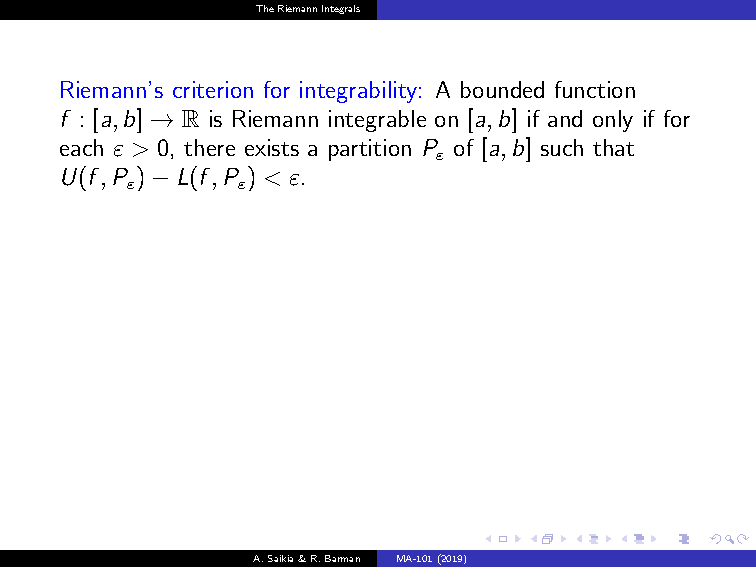 The Riemann Integrals
Riemann's criterion for integrability: A bounded function
f : [a, b] → ℝ is Riemann integrable on [a, b] if and only if for
each ε > 0, there exists a partition P_ε of [a, b] such that
U(f, P_ε) − L(f, P_ε) < ε.
A. Saikia & R. Barman MA-101 (2019)